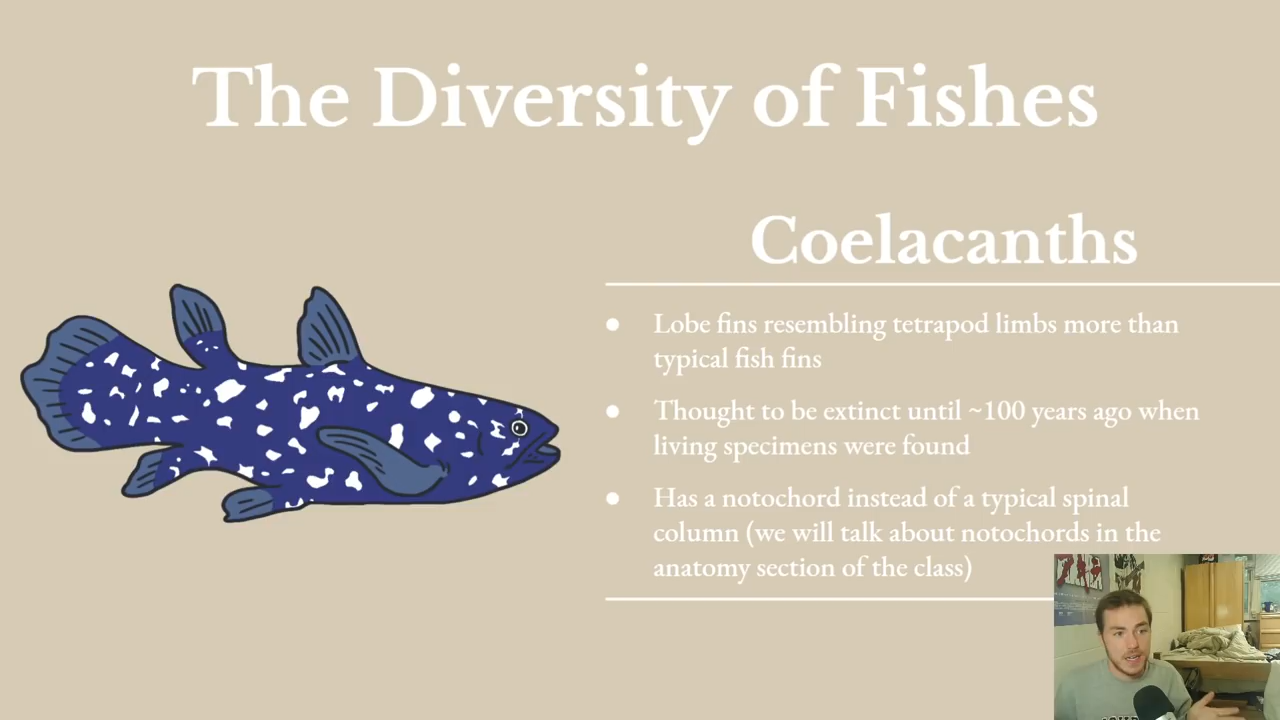 The Diversity of Fishes
Coelacanths
● Lobe fins resembling tetrapod limbs more than
typical fish fins
● Thought to be extinct until ~100 years ago when
living specimens were found
● Has a notochord instead of a typical spinal
column (we will talk about notochords in the
anatomy section of the class)